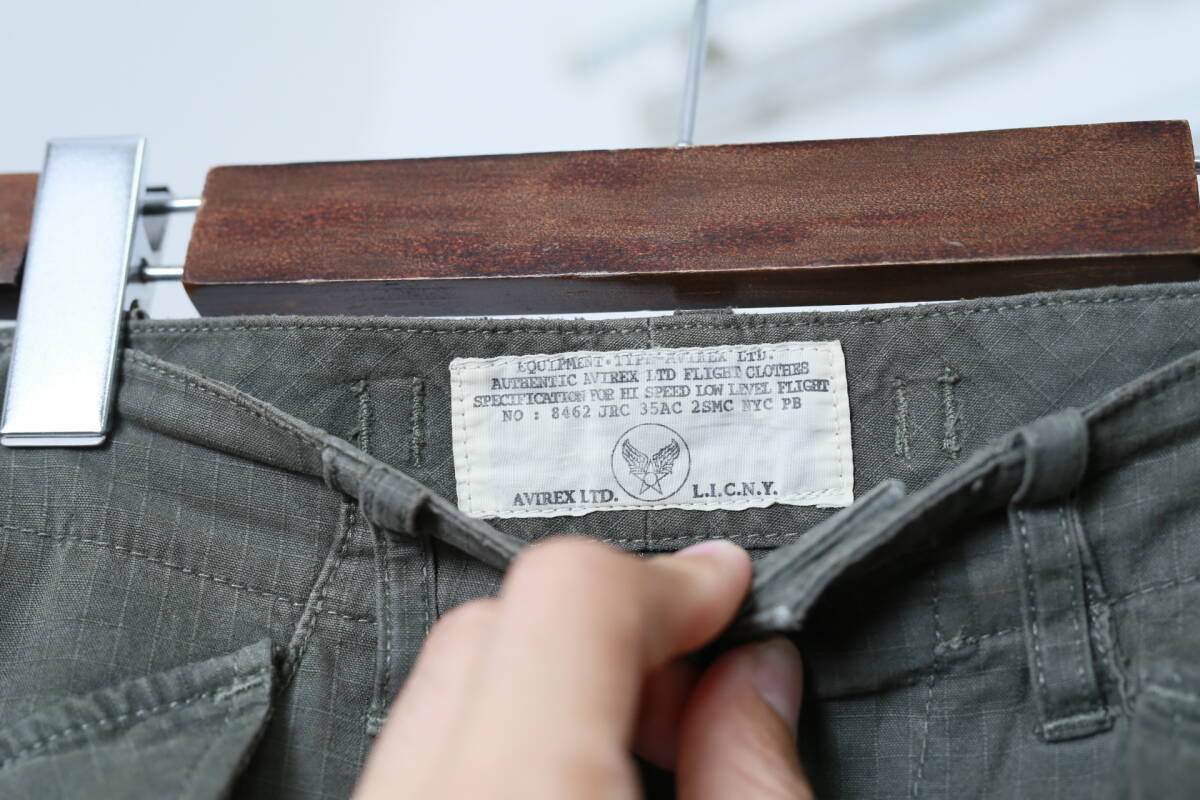 EQUIPMENT·TYPE·AVIREX LTD.
AUTHENTIC AVIREX LTD FLIGHT CLOTHES
SPECIFICATION FOR HI SPEED LOW LEVEL FLIGHT
NO : 8462 JRC 35AC 2SMC NYC PB
AVIREX LTD. L.I.C.N.Y.